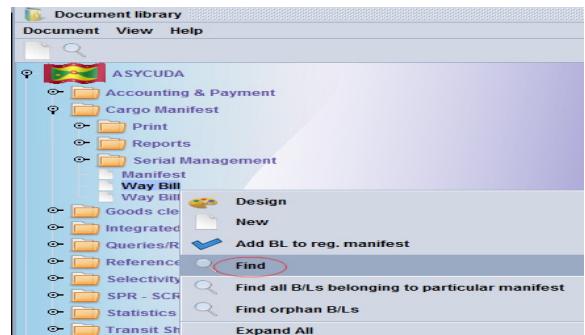 Document library
Document View Help
ASYCUDA
Accounting & Payment
Cargo Manifest
Print
Reports
Serial Management
Manifest
Way Bill
Way Bill
Design
Goods cle
New
Integrated
Add BL to reg. manifest
Queries/R
Find
Reference
Selectivity
Find all B/Ls belonging to particular manifest
SPR - SCR
Find orphan B/Ls
Statistics
Transit Sh
Expand All